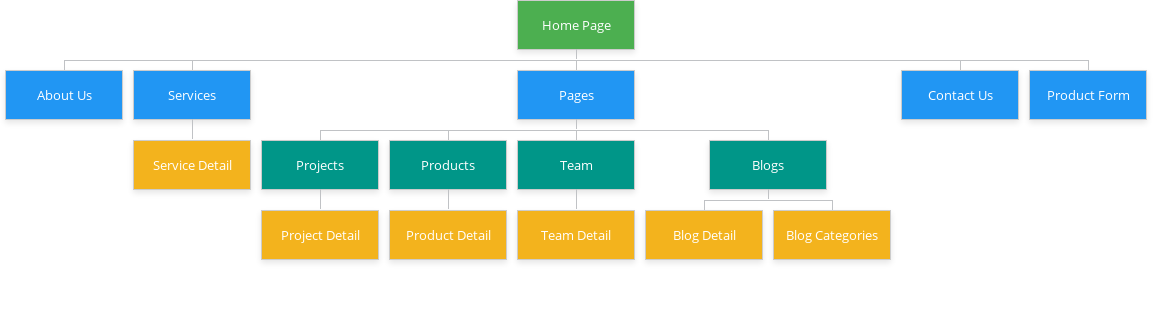 Home Page
About Us
Services
Pages
Contact Us
Product Form
Service Detail
Projects
Products
Team
Blogs
Project Detail
Product Detail
Team Detail
Blog Detail
Blog Categories